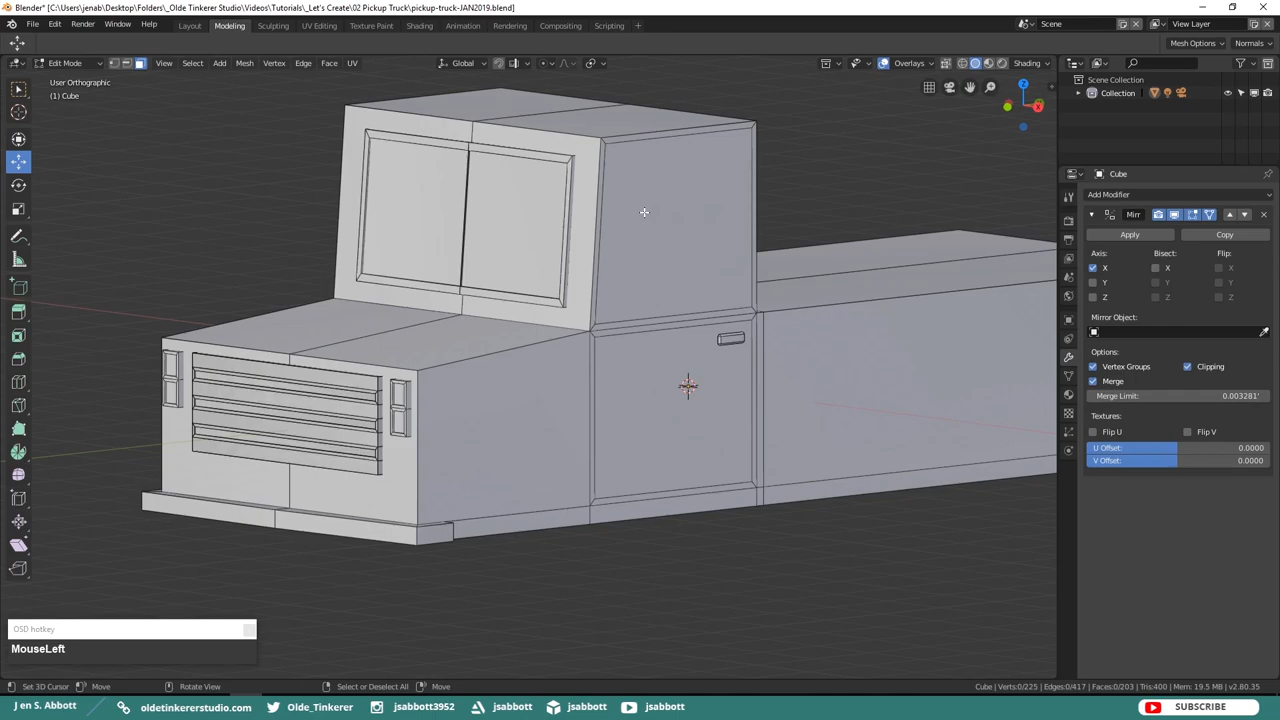 Blender* [C:\Users\jenab\Desktop\Folders\_Olde Tinkerer Studio\Videos\Tutorials\_Let's Create\02 Pickup Truck\pickup-truck-JAN2019.blend]
File Edit Render Window Help Layout Modeling Sculpting UV Editing Texture Paint Shading Animation Rendering Compositing Scripting Scene View Layer
Mesh Options Normals
Edit Mode View Select Add Mesh Vertex Edge Face UV Global Overlays Shading
User Orthographic
(1) Cube
Z
X
Scene Collection
Collection
Cube
Add Modifier
Mirr
Apply Copy
Axis: Bisect: Flip:
X X X
Y Y Y
Z Z Z
Mirror Object:
Options:
Vertex Groups Clipping
Merge
Merge Limit: 0.003281'
Textures:
Flip U Flip V
U Offset: 0.0000
V Offset: 0.0000
OSD hotkey
MouseLeft
Set 3D Cursor Move Rotate View Select or Deselect All Move Cube | Verts:0/225 | Edges:0/417 | Faces:0/203 | Tris:400 | Mem: 19.5 MB | v2.80.35
J en S. Abbott oldetinkererstudio.com Olde_Tinkerer jsabbott3952 jsabbott jsabbott jsabbott SUBSCRIBE